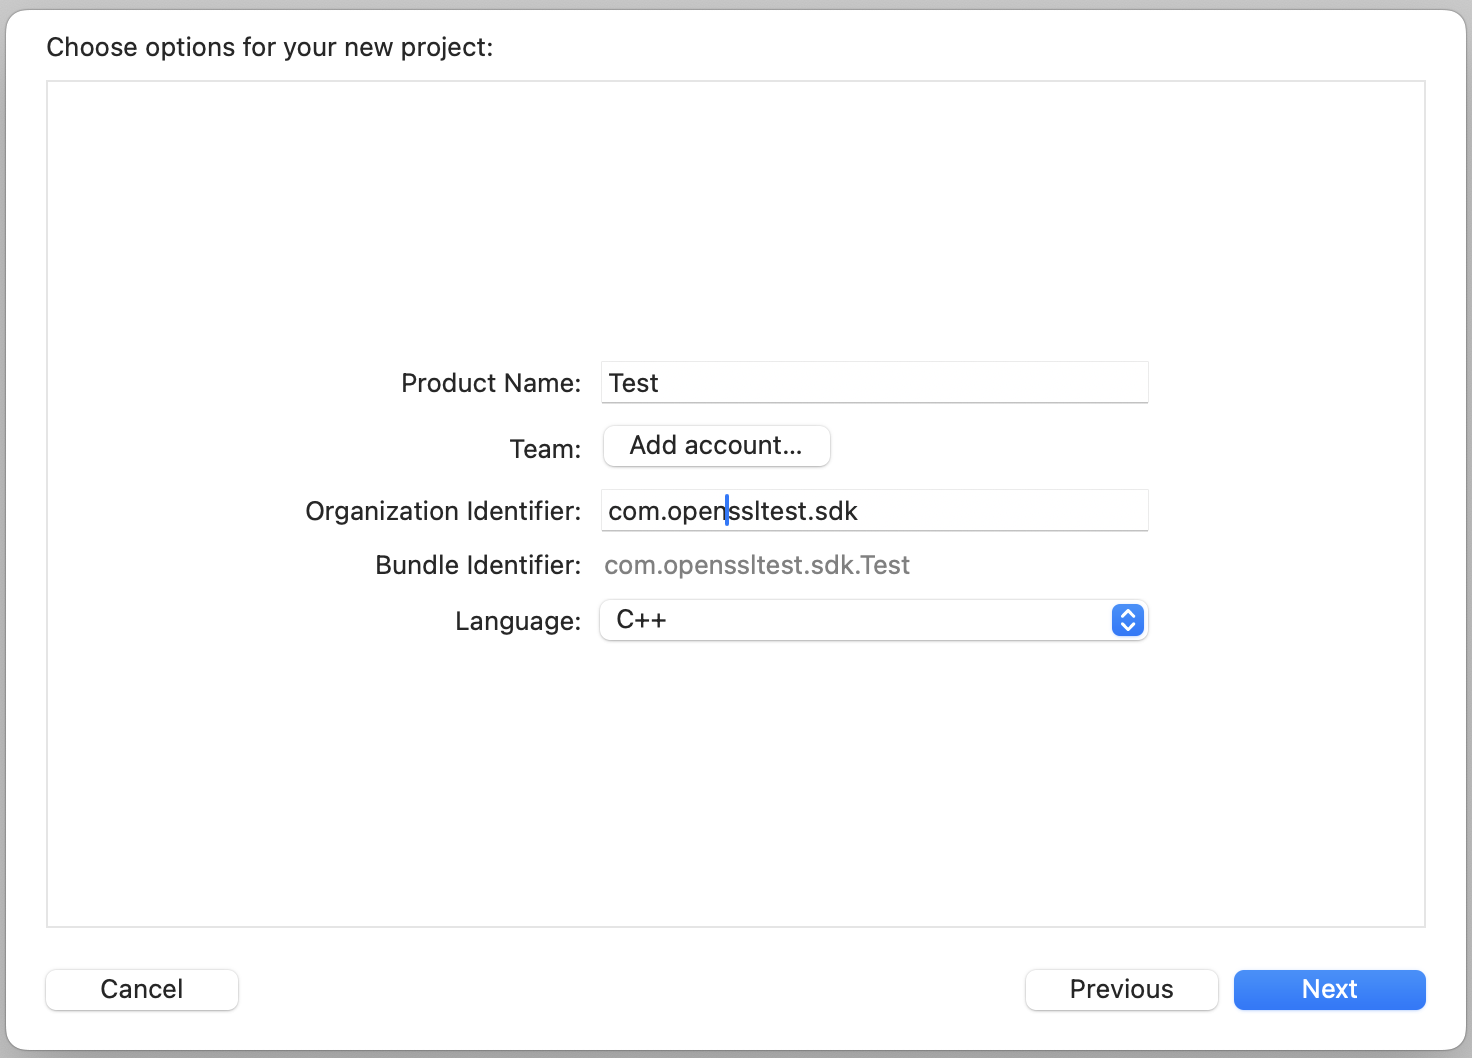 Choose options for your new project:
Product Name: Test
Team: Add account...
Organization Identifier: com.openssltest.sdk
Bundle Identifier: com.openssltest.sdk.Test
Language: C++
Cancel Previous Next